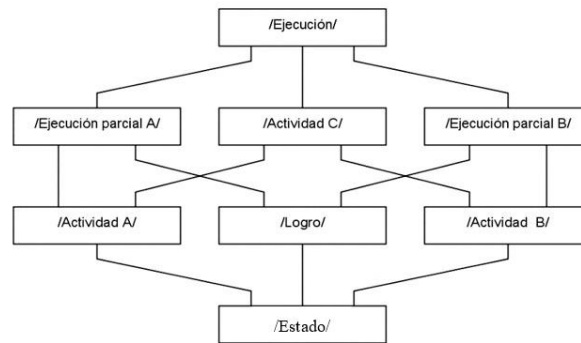 /Ejecución/
/Ejecución parcial A/
/Actividad C/
/Ejecución parcial B/
/Actividad A/
/Logro/
/Actividad B/
/Estado/